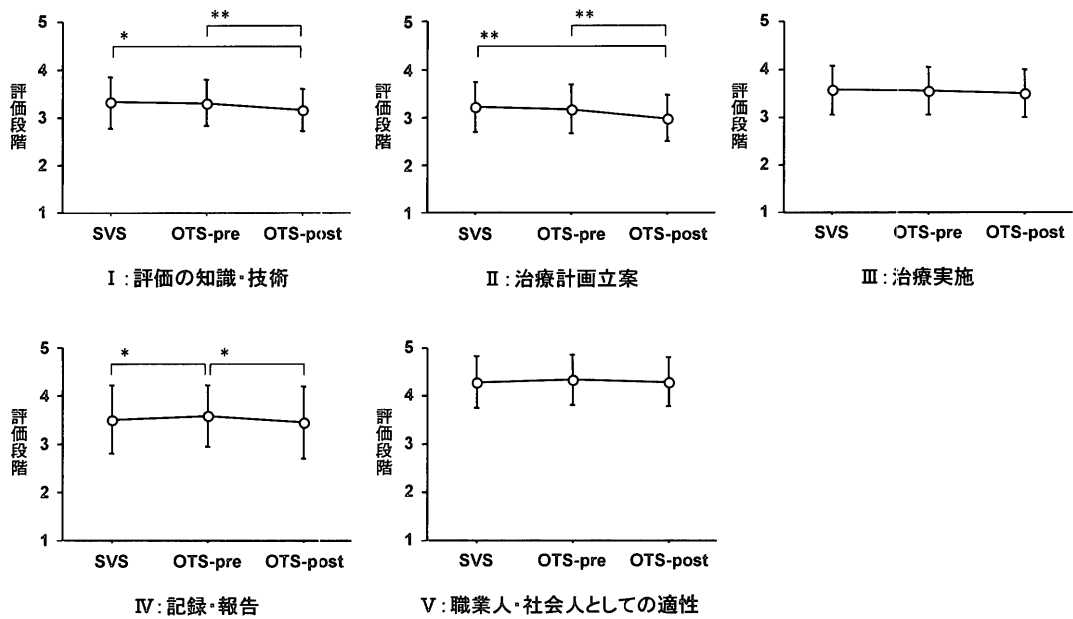 5
4
3
2
1
評価段階
*
**
SVS
OTS-pre
OTS-post
Ⅰ:評価の知識・技術
5
4
3
2
1
評価段階
**
**
SVS
OTS-pre
OTS-post
Ⅱ:治療計画立案
5
4
3
2
1
評価段階
SVS
OTS-pre
OTS-post
Ⅲ:治療実施
5
4
3
2
1
評価段階
*
*
SVS
OTS-pre
OTS-post
Ⅳ:記録・報告
5
4
3
2
1
評価段階
SVS
OTS-pre
OTS-post
Ⅴ:職業人・社会人としての適性